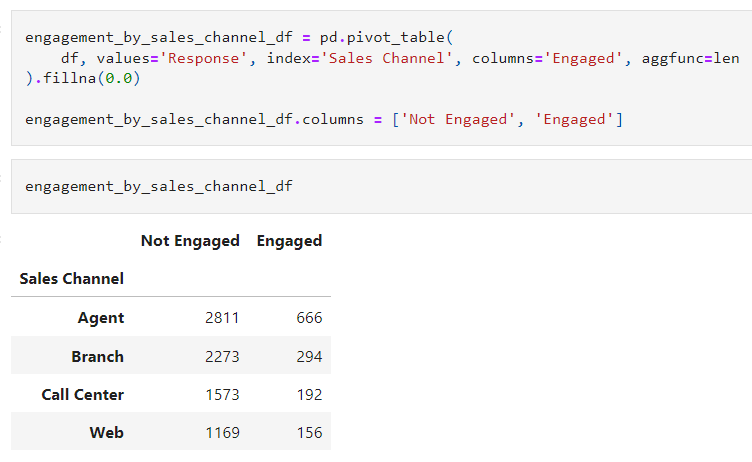 engagement_by_sales_channel_df = pd.pivot_table(
    df, values='Response', index='Sales Channel', columns='Engaged', aggfunc=len
).fillna(0.0)
engagement_by_sales_channel_df.columns = ['Not Engaged', 'Engaged']
engagement_by_sales_channel_df
Not Engaged Engaged
Sales Channel
Agent 2811 666
Branch 2273 294
Call Center 1573 192
Web 1169 156